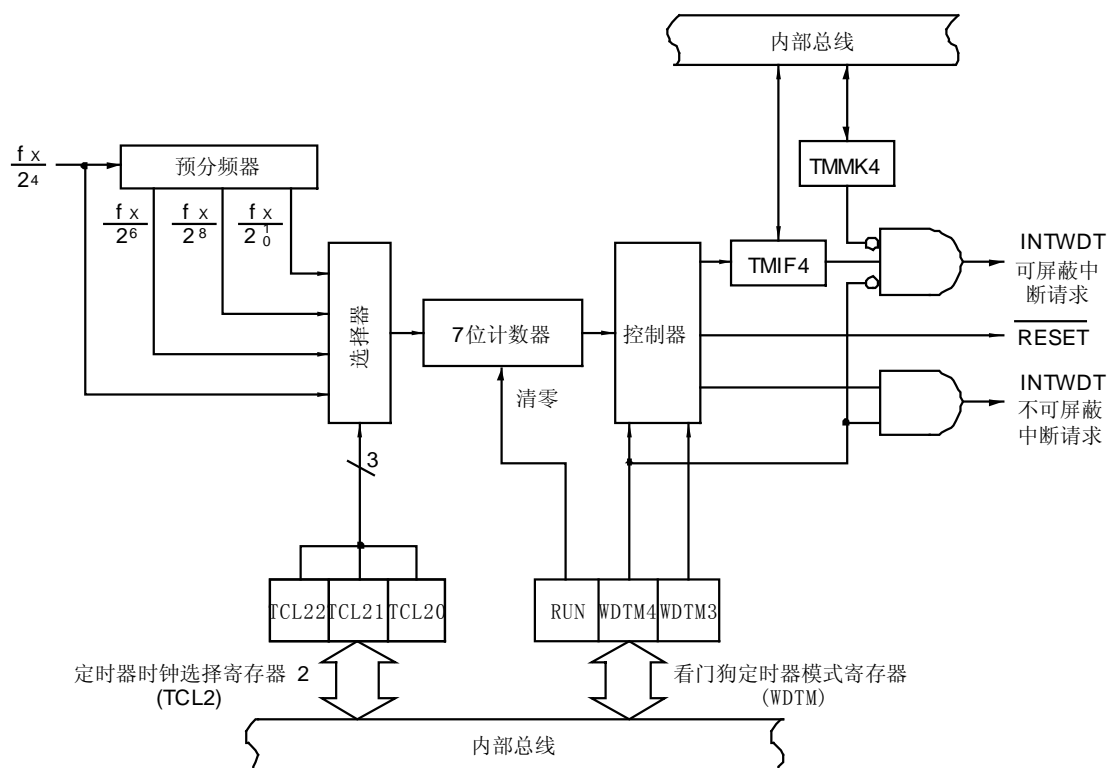 内部总线
fX
24
预分频器
TMMK4
fX
26
fX
28
fX
210
选择器
7位计数器
控制器
TMIF4
INTWDT
可屏蔽中
断请求
RESET
清零
INTWDT
不可屏蔽
中断请求
3
TCL22
TCL21
TCL20
RUN
WDTM4
WDTM3
定时器时钟选择寄存器 2
(TCL2)
看门狗定时器模式寄存器
(WDTM)
内部总线